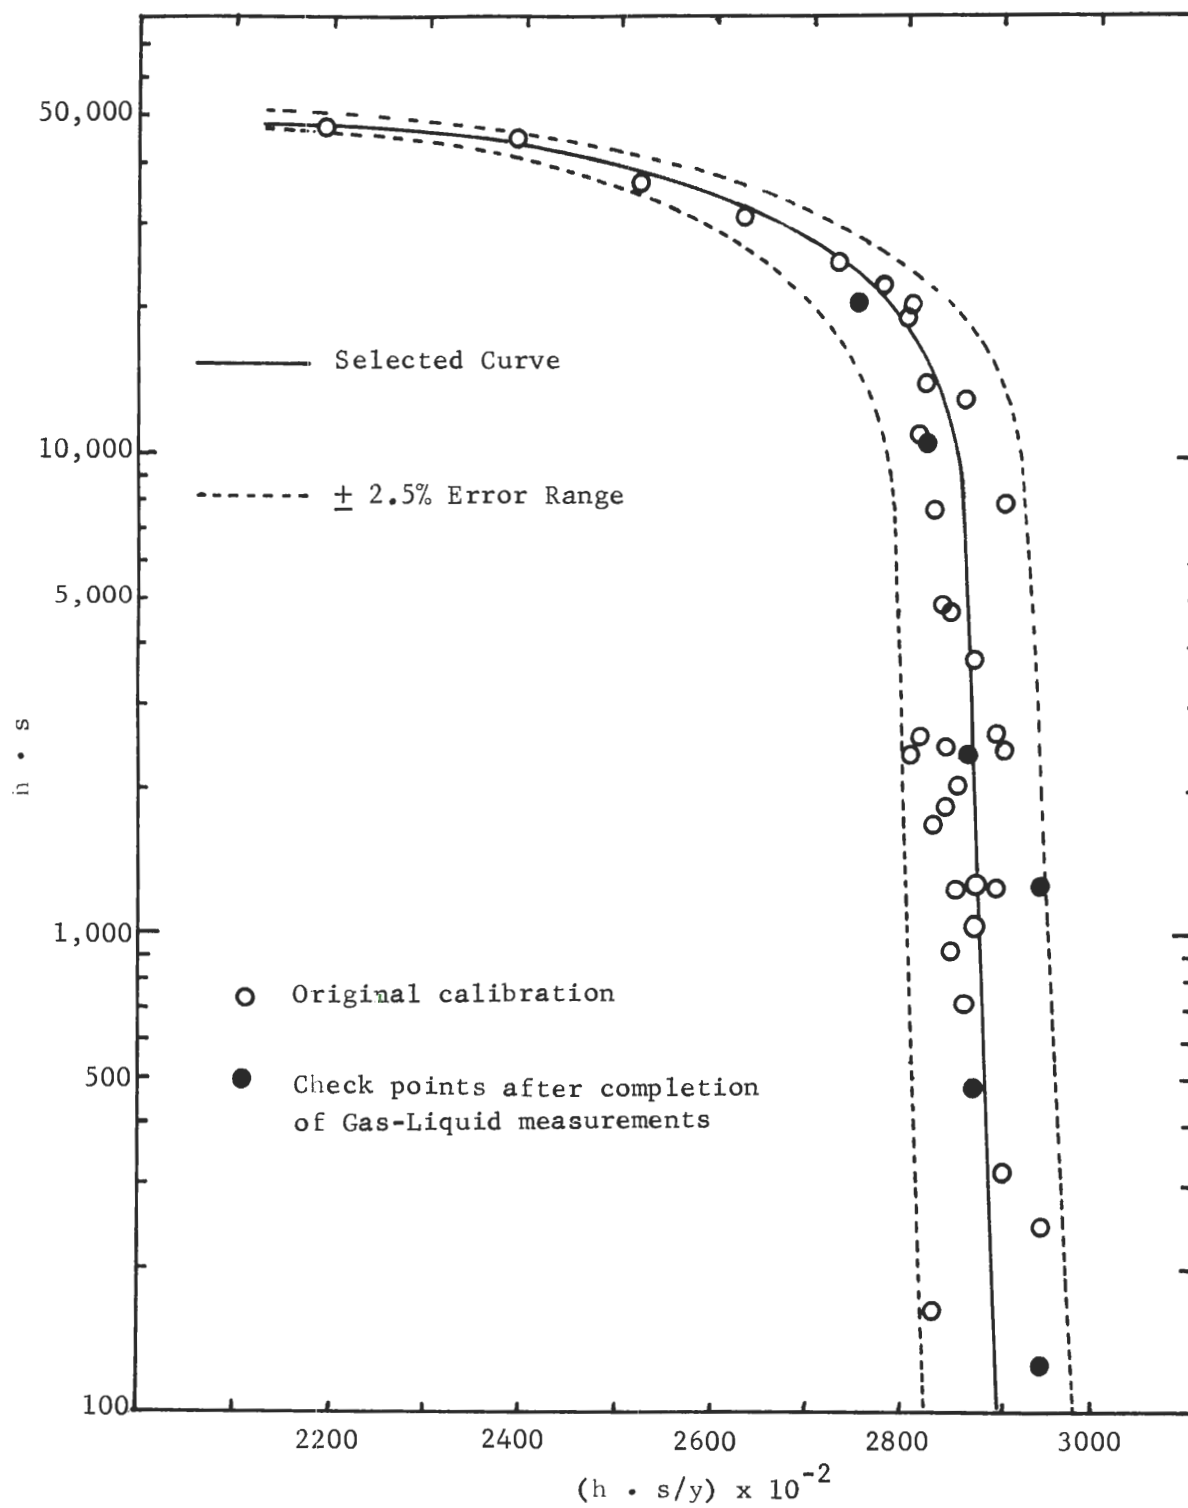 50,000
Selected Curve
10,000
± 2.5% Error Range
5,000
h · s
1,000
Original calibration
500
Check points after completion
of Gas-Liquid measurements
100
2200 2400 2600 2800 3000
(h · s/y) x 10⁻²